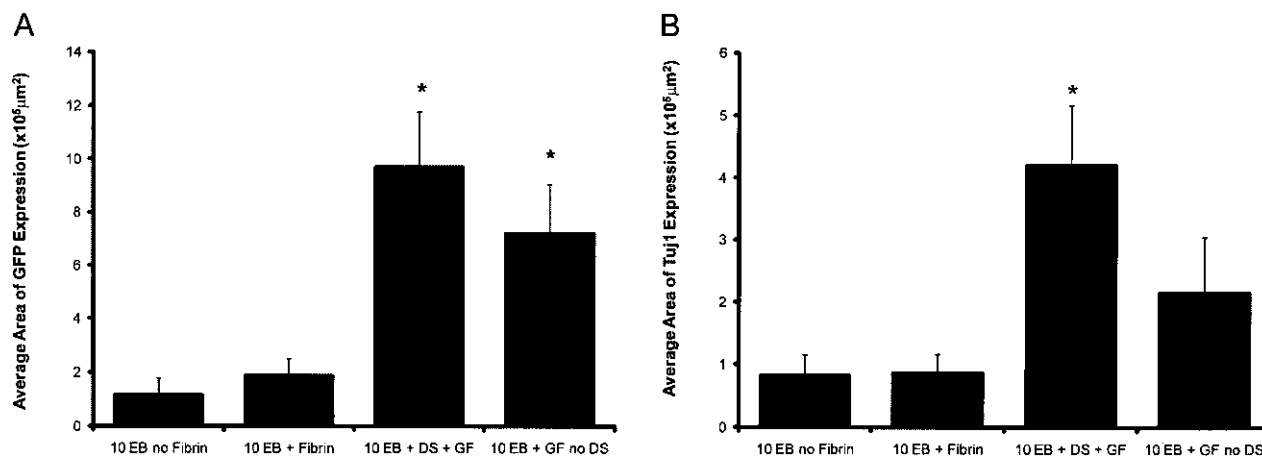 A
Average Area of GFP Expression (x10⁵μm²)
14
12
10
8
6
4
2
0
*
*
10 EB no Fibrin
10 EB + Fibrin
10 EB + DS + GF
10 EB + GF no DS
B
Average Area of Tuj1 Expression (x10⁵μm²)
6
5
4
3
2
1
0
*
10 EB no Fibrin
10 EB + Fibrin
10 EB + DS + GF
10 EB + GF no DS